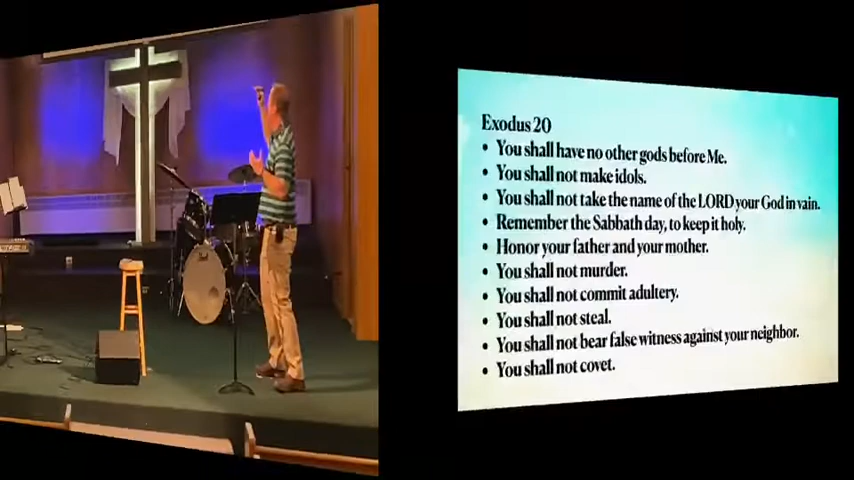 Exodus 20
• You shall have no other gods before Me.
• You shall not make idols.
• You shall not take the name of the LORD your God in vain.
• Remember the Sabbath day, to keep it holy.
• Honor your father and your mother.
• You shall not murder.
• You shall not commit adultery.
• You shall not steal.
• You shall not bear false witness against your neighbor.
• You shall not covet.